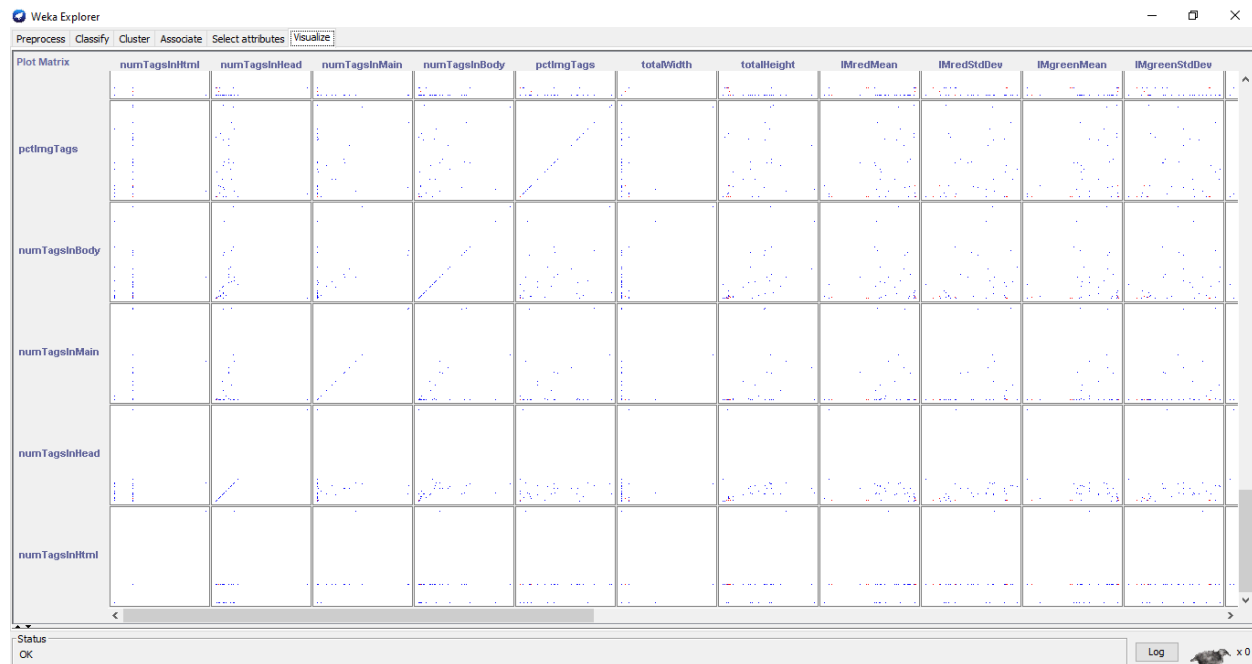 Weka Explorer
Preprocess Classify Cluster Associate Select attributes Visualize
Plot Matrix numTagsInHtml numTagsInHead numTagsInMain numTagsInBody pctImgTags totalWidth totalHeight IMredMean IMredStdDev IMgreenMean IMgreenStdDev
pctImgTags
numTagsInBody
numTagsInMain
numTagsInHead
numTagsInHtml
Status
OK
Log
x 0